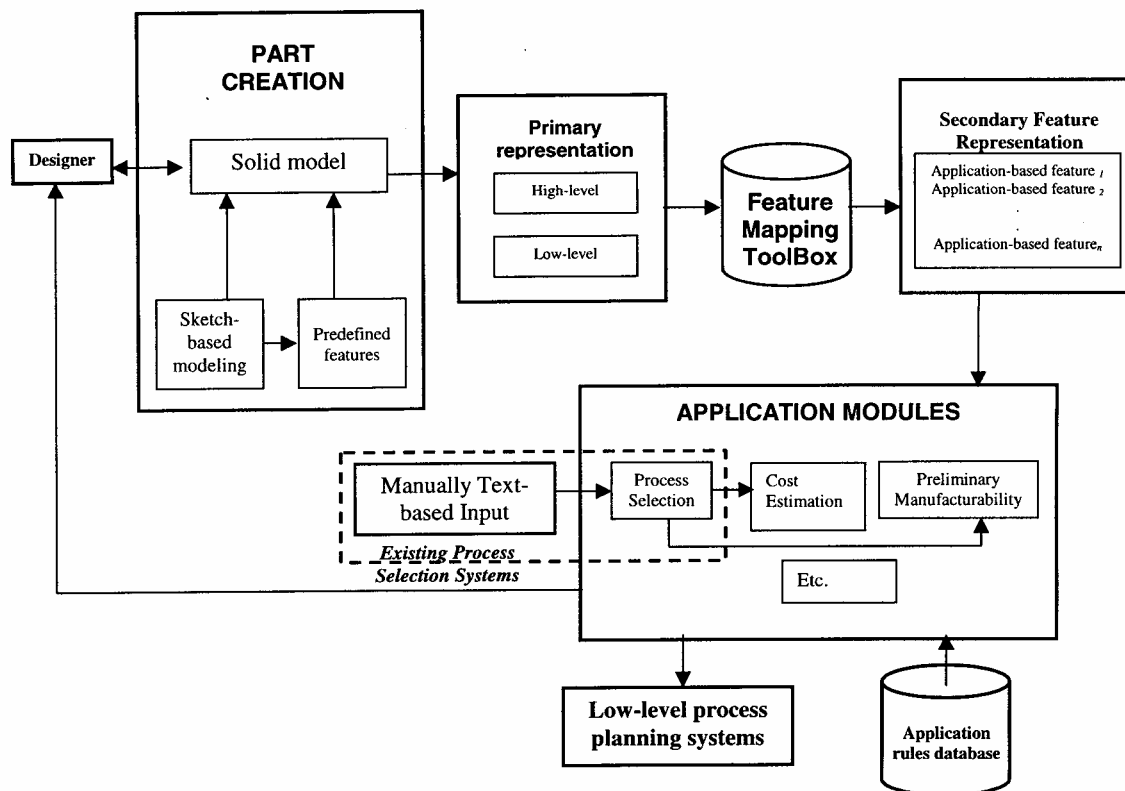 PART
CREATION
Designer
Solid model
Sketch-
based
modeling
Predefined
features
Primary
representation
High-level
Low-level
Feature
Mapping
ToolBox
Secondary Feature
Representation
Application-based feature 1
Application-based feature 2
.
.
Application-based feature n
APPLICATION MODULES
Manually Text-
based Input
Process
Selection
Cost
Estimation
Preliminary
Manufacturability
Existing Process
Selection Systems
Etc.
Low-level process
planning systems
Application
rules database